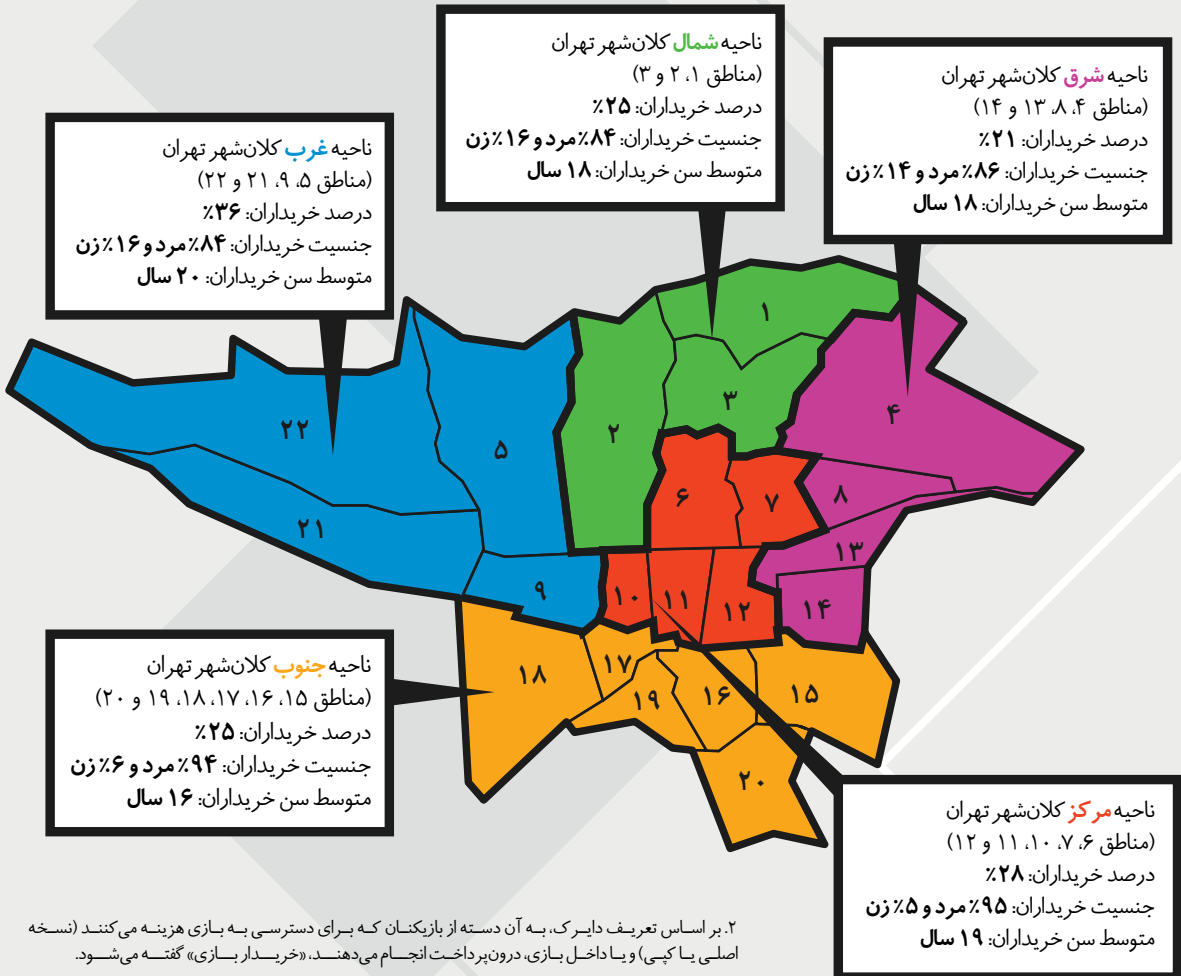 ناحیه شمال کلان‌شهر تهران
(مناطق ۱، ۲ و ۳)
درصد خریداران: ۲۵٪
جنسیت خریداران: ۸۴٪ مرد و ۱۶٪ زن
متوسط سن خریداران: ۱۸ سال
ناحیه شرق کلان‌شهر تهران
(مناطق ۴، ۸، ۱۳ و ۱۴)
درصد خریداران: ۲۱٪
جنسیت خریداران: ۸۶٪ مرد و ۱۴٪ زن
متوسط سن خریداران: ۱۸ سال
ناحیه غرب کلان‌شهر تهران
(مناطق ۵، ۹، ۲۱ و ۲۲)
درصد خریداران: ۳۶٪
جنسیت خریداران: ۸۴٪ مرد و ۱۶٪ زن
متوسط سن خریداران: ۲۰ سال
۱
۳
۲
۴
۲۲
۵
۶
۷
۸
۲۱
۱۳
۹
۱۰
۱۱
۱۲
۱۴
۱۸
۱۷
۱۹
۱۶
۱۵
۲۰
ناحیه جنوب کلان‌شهر تهران
(مناطق ۱۵، ۱۶، ۱۷، ۱۸، ۱۹ و ۲۰)
درصد خریداران: ۲۵٪
جنسیت خریداران: ۹۴٪ مرد و ۶٪ زن
متوسط سن خریداران: ۱۶ سال
ناحیه مرکز کلان‌شهر تهران
(مناطق ۶، ۷، ۱۰، ۱۱ و ۱۲)
درصد خریداران: ۲۸٪
جنسیت خریداران: ۹۵٪ مرد و ۵٪ زن
متوسط سن خریداران: ۱۹ سال
۲. بر اساس تعریف دایرک، به آن دسته از بازیکنان که برای دسترسی به بازی هزینه می‌کنند (نسخه
اصلی یا کپی) و یا داخل بازی، درون‌پرداخت انجام می‌دهند، «خریدار بازی» گفته می‌شود.